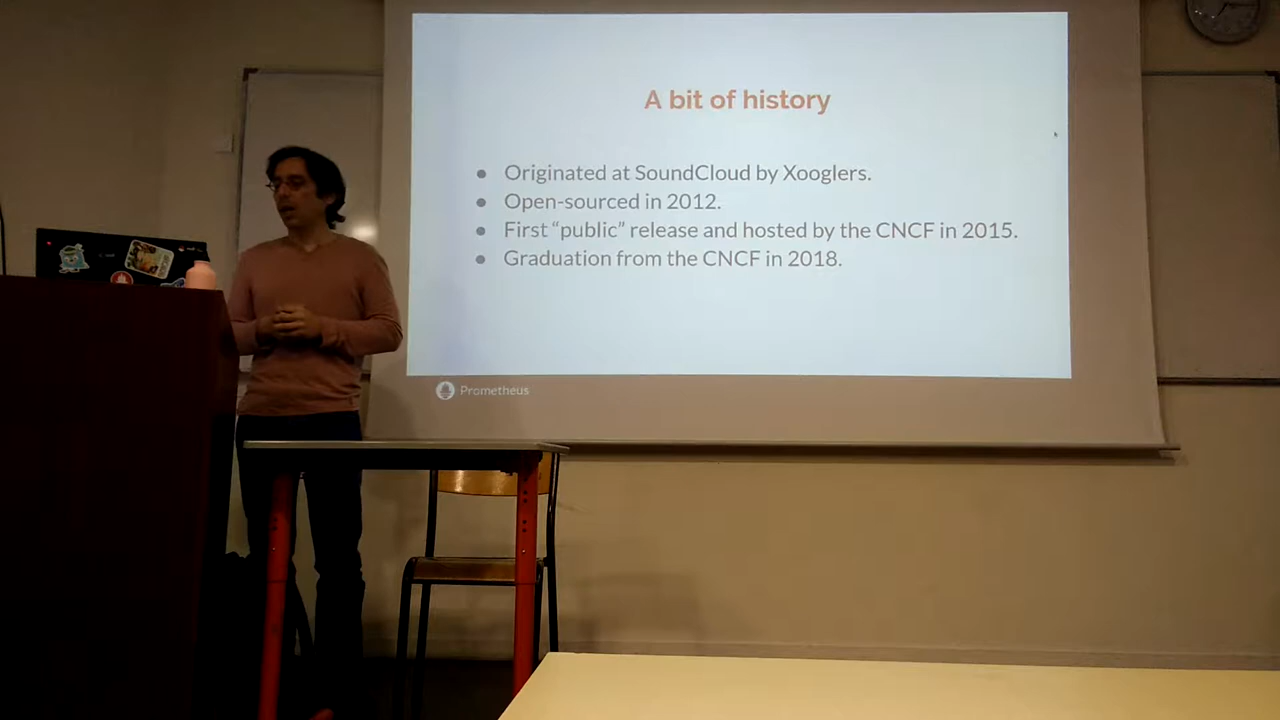 A bit of history
● Originated at SoundCloud by Xooglers.
● Open-sourced in 2012.
● First “public” release and hosted by the CNCF in 2015.
● Graduation from the CNCF in 2018.
Prometheus